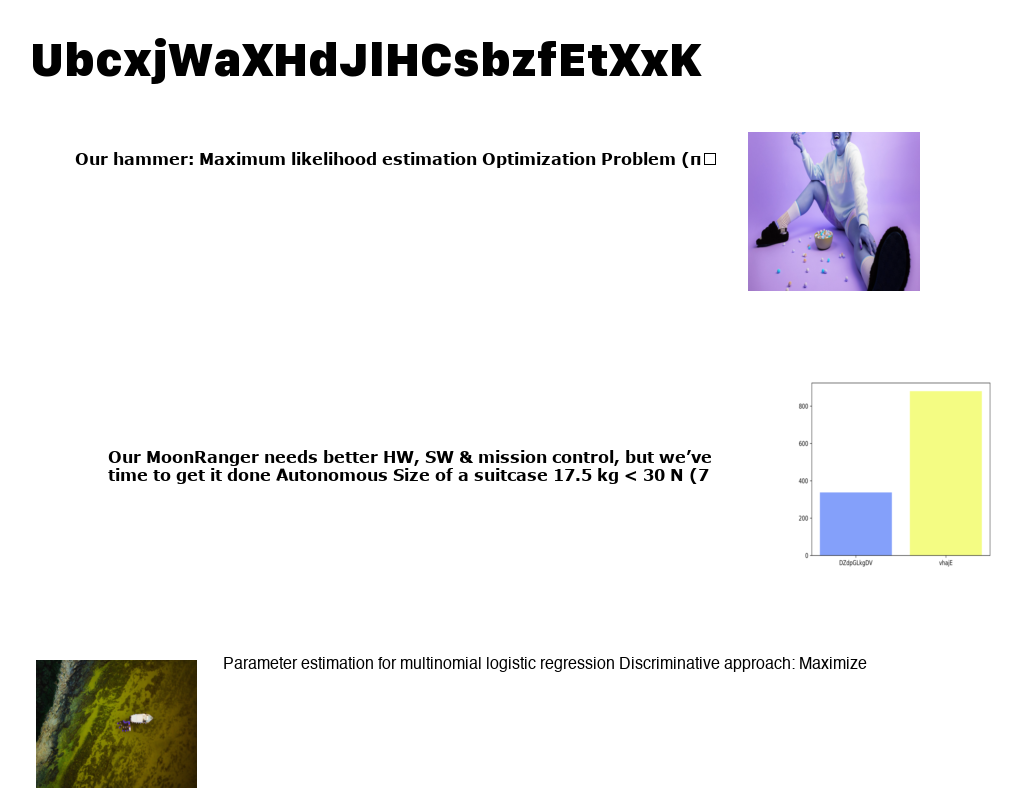 UbcxjWaXHdJlHCsbzfEtXxK
Our hammer: Maximum likelihood estimation Optimization Problem (π
Our MoonRanger needs better HW, SW & mission control, but we’ve
time to get it done Autonomous Size of a suitcase 17.5 kg < 30 N (7
800
600
400
200
0
DZdpGLkgDV
vhajE
Parameter estimation for multinomial logistic regression Discriminative approach: Maximize